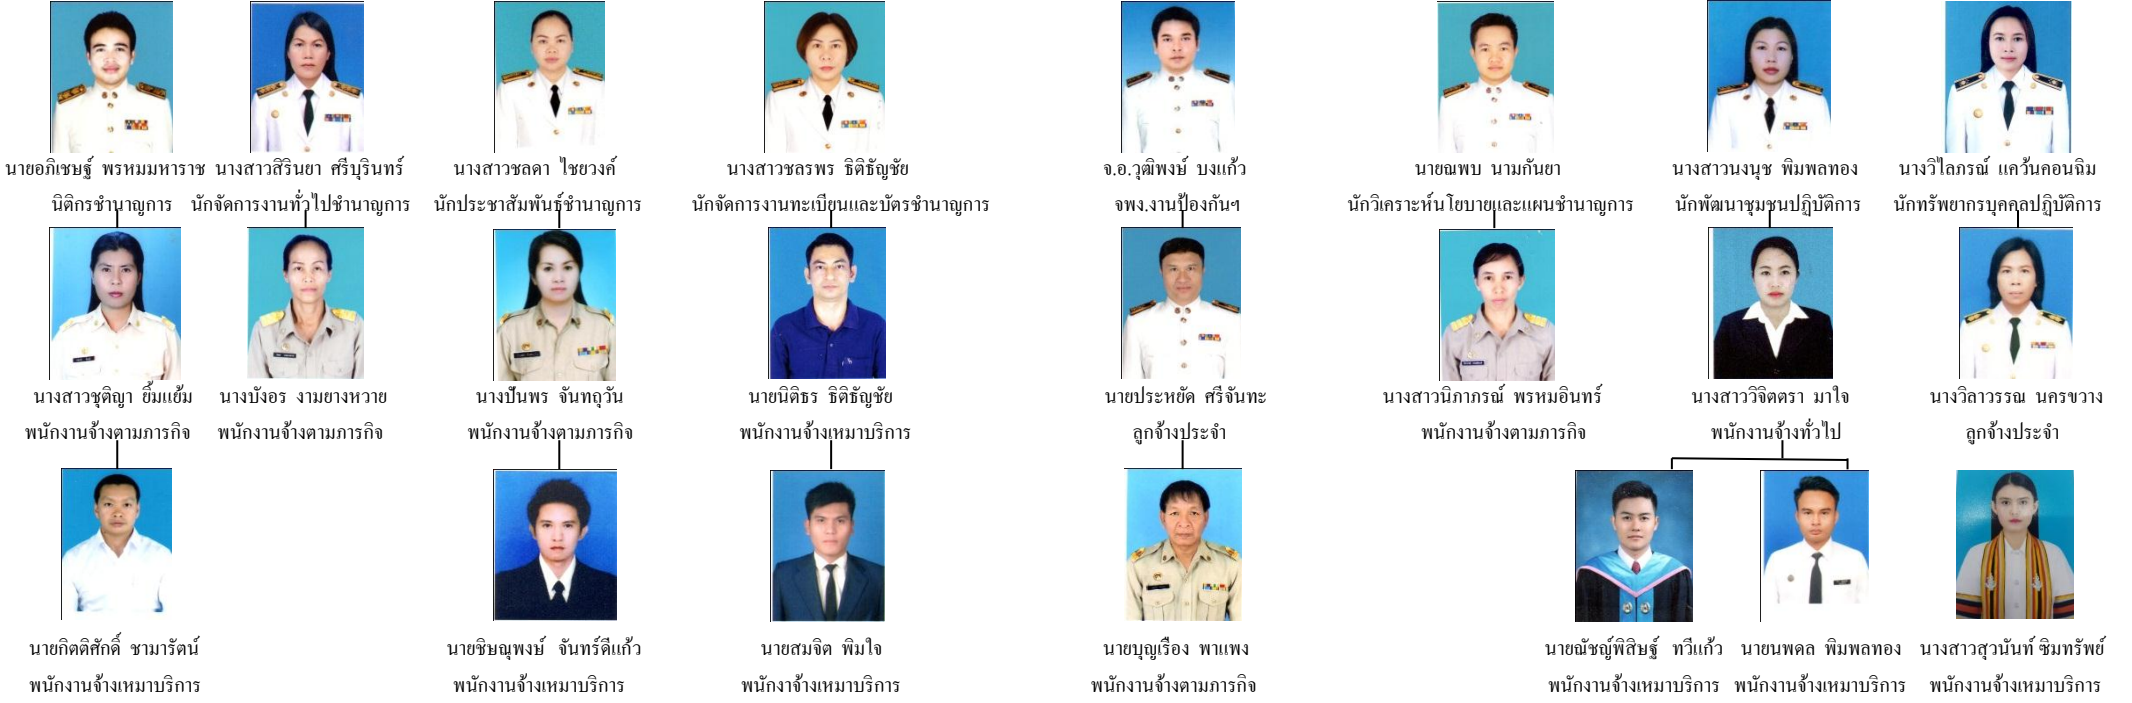 นายอภิเชษฐ์ พรหมมหาราช นางสาวสิรินยา ศรีบุรินทร์ นางสาวชลดา ไชยวงค์ นางสาวชลรพร ธิติธัญชัย จ.อ.วุฒิพงษ์ บงแก้ว นายณพบ นามกันยา นางสาวนงนุช พิมพลทอง นางวิไลภรณ์ แคว้นคอนฉิม
นิติกรชำนาญการ นักจัดการงานทั่วไปชำนาญการ นักประชาสัมพันธ์ชำนาญการ นักจัดการงานทะเบียนและบัตรชำนาญการ จพง.งานป้องกันฯ นักวิเคราะห์นโยบายและแผนชำนาญการ นักพัฒนาชุมชนปฏิบัติการ นักทรัพยากรบุคคลปฏิบัติการ
นางสาวชุติญา ยิ้มแย้ม นางบังอร งามยางหวาย นางปันพร จันทถุวัน นายนิติธร ธิติธัญชัย นายประหยัด ศรีจันทะ นางสาวนิภาภรณ์ พรหมอินทร์ นางสาววิจิตตรา มาใจ นางวิลาวรรณ นครขวาง
พนักงานจ้างตามภารกิจ พนักงานจ้างตามภารกิจ พนักงานจ้างตามภารกิจ พนักงานจ้างเหมาบริการ ลูกจ้างประจำ พนักงานจ้างตามภารกิจ พนักงานจ้างทั่วไป ลูกจ้างประจำ
นายกิตติศักดิ์ ชามารัตน์ นายชิษณุพงษ์ จันทร์ดีแก้ว นายสมจิต พิมใจ นายบุญเรือง พาแพง นายณัชญ์พิสิษฐ์ ทวีแก้ว นายนพดล พิมพลทอง นางสาวสุวนันท์ ซิมทรัพย์
พนักงานจ้างเหมาบริการ พนักงานจ้างเหมาบริการ พนักงาจ้างเหมาบริการ พนักงานจ้างตามภารกิจ พนักงานจ้างเหมาบริการ พนักงานจ้างเหมาบริการ พนักงานจ้างเหมาบริการ